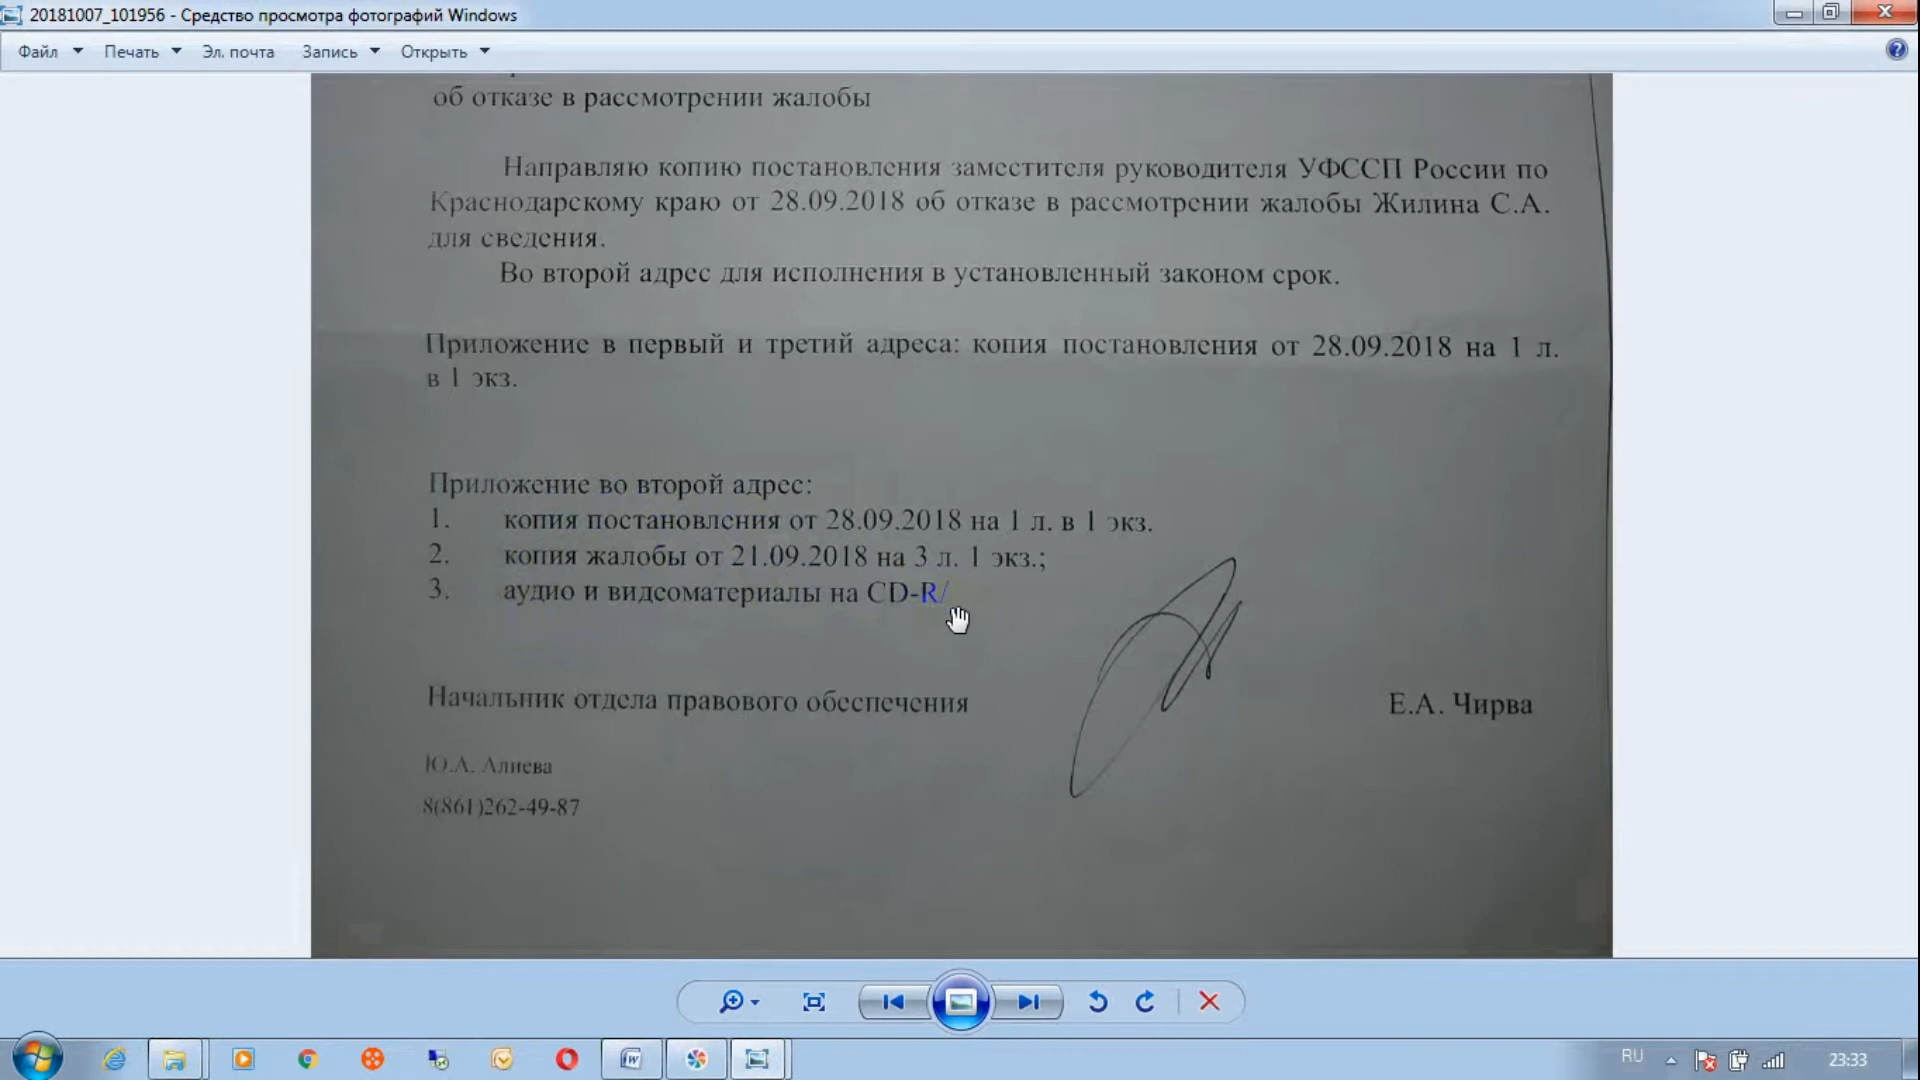 20181007_101956 - Средство просмотра фотографий Windows
Файл Печать Эл. почта Запись Открыть
об отказе в рассмотрении жалобы
Направляю копию постановления заместителя руководителя УФССП России по
Краснодарскому краю от 28.09.2018 об отказе в рассмотрении жалобы Жилина С.А.
для сведения.
Во второй адрес для исполнения в установленный законом срок.
Приложение в первый и третий адреса: копия постановления от 28.09.2018 на 1 л.
в 1 экз.
Приложение во второй адрес:
1. копия постановления от 28.09.2018 на 1 л. в 1 экз.
2. копия жалобы от 21.09.2018 на 3 л. 1 экз.;
3. аудио и видеоматериалы на CD-R/
Начальник отдела правового обеспечения Е.А. Чирва
Ю.А. Алиева
8(861)262-49-87
RU 23:33